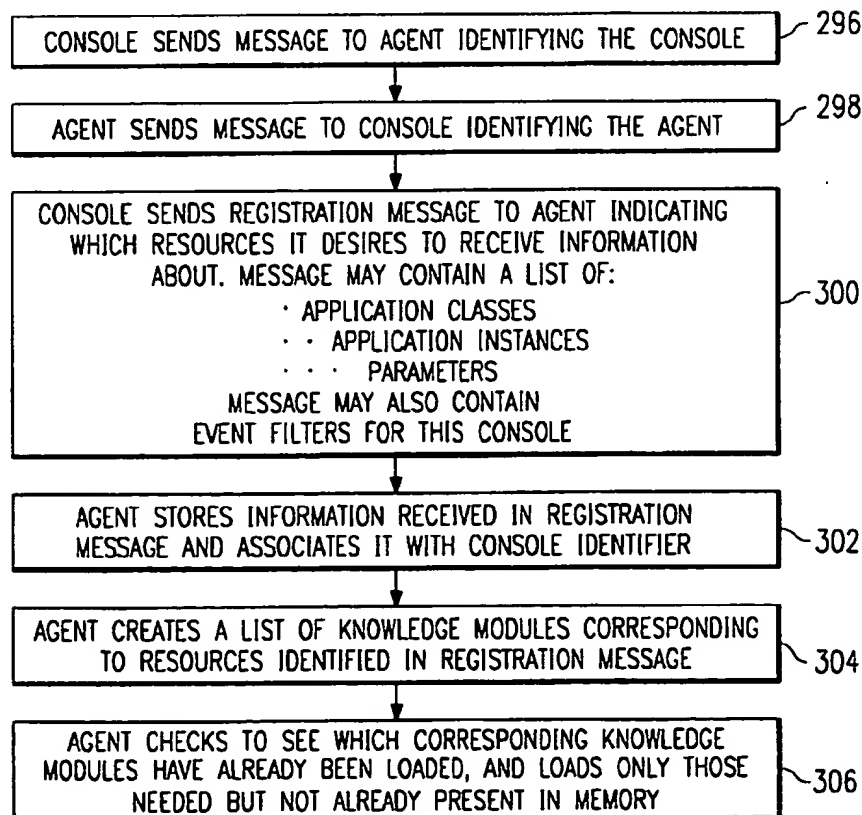 CONSOLE SENDS MESSAGE TO AGENT IDENTIFYING THE CONSOLE
296
AGENT SENDS MESSAGE TO CONSOLE IDENTIFYING THE AGENT
298
CONSOLE SENDS REGISTRATION MESSAGE TO AGENT INDICATING
WHICH RESOURCES IT DESIRES TO RECEIVE INFORMATION
ABOUT. MESSAGE MAY CONTAIN A LIST OF:
· APPLICATION CLASSES
· · APPLICATION INSTANCES
· · · PARAMETERS
MESSAGE MAY ALSO CONTAIN
EVENT FILTERS FOR THIS CONSOLE
300
AGENT STORES INFORMATION RECEIVED IN REGISTRATION
MESSAGE AND ASSOCIATES IT WITH CONSOLE IDENTIFIER
302
AGENT CREATES A LIST OF KNOWLEDGE MODULES CORRESPONDING
TO RESOURCES IDENTIFIED IN REGISTRATION MESSAGE
304
AGENT CHECKS TO SEE WHICH CORRESPONDING KNOWLEDGE
MODULES HAVE ALREADY BEEN LOADED, AND LOADS ONLY THOSE
NEEDED BUT NOT ALREADY PRESENT IN MEMORY
306